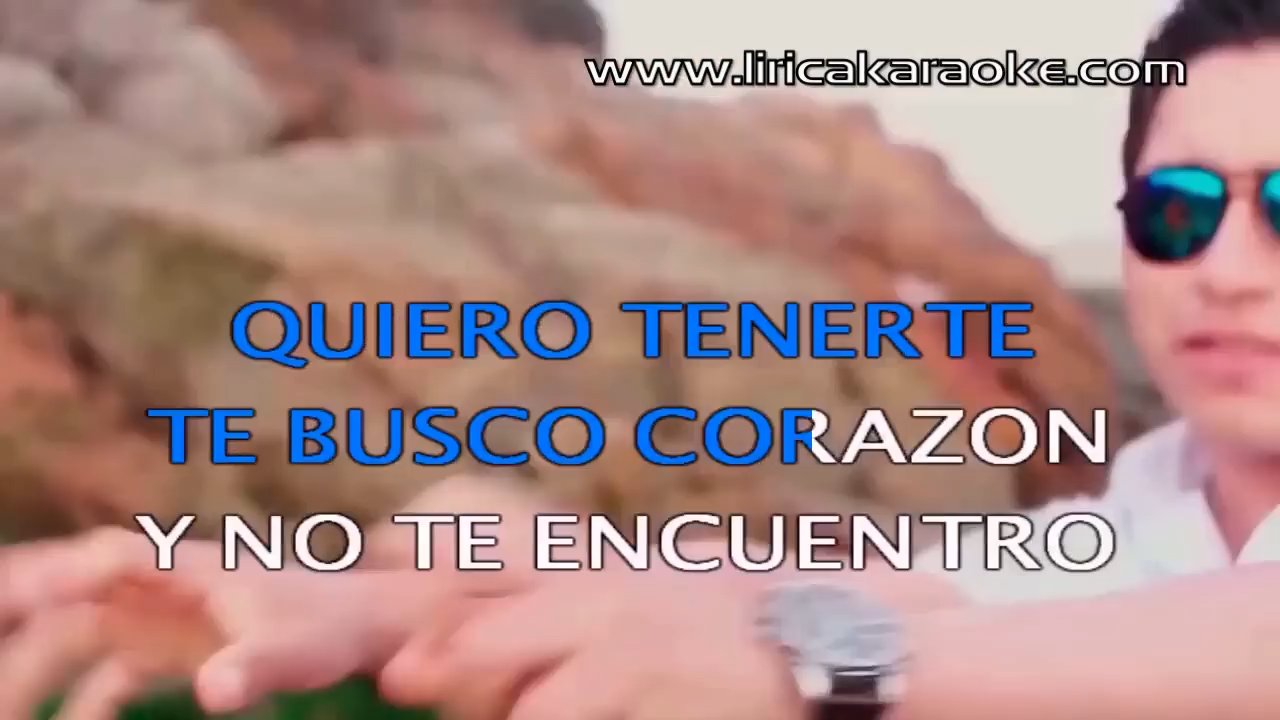 www.liricakaraoke.com
QUIERO TENERTE
TE BUSCO CORAZON
Y NO TE ENCUENTRO